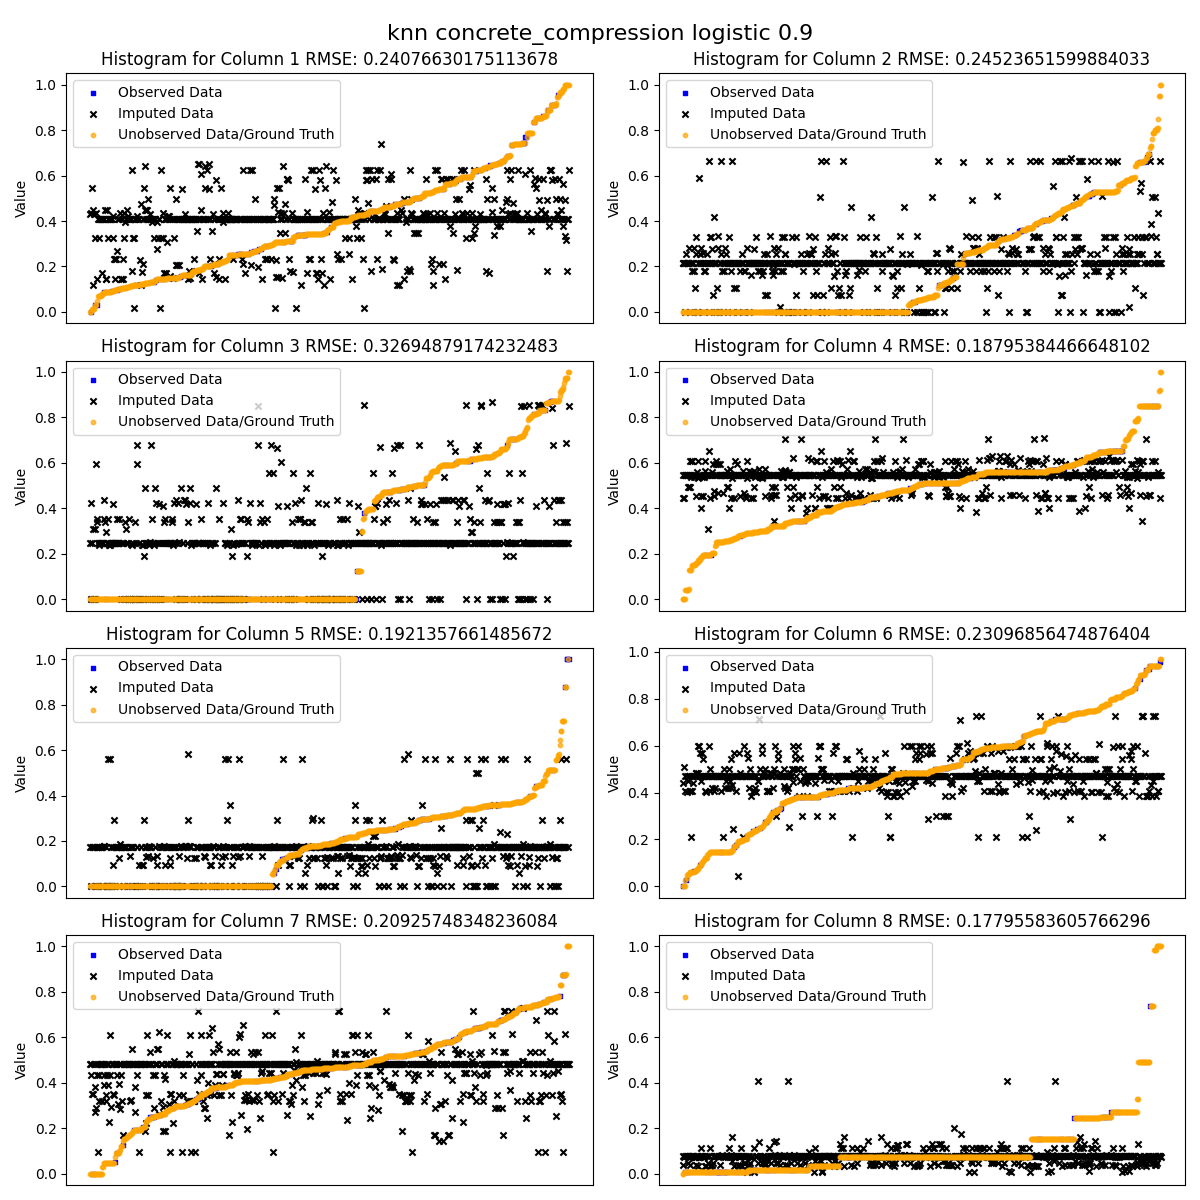 knn concrete_compression logistic 0.9
Histogram for Column 1 RMSE: 0.24076630175113678
Value
1.0
0.8
0.6
0.4
0.2
0.0
Observed Data
Imputed Data
Unobserved Data/Ground Truth
Histogram for Column 2 RMSE: 0.24523651599884033
Value
1.0
0.8
0.6
0.4
0.2
0.0
Observed Data
Imputed Data
Unobserved Data/Ground Truth
Histogram for Column 3 RMSE: 0.32694879174232483
Value
1.0
0.8
0.6
0.4
0.2
0.0
Observed Data
Imputed Data
Unobserved Data/Ground Truth
Histogram for Column 4 RMSE: 0.18795384466648102
Value
1.0
0.8
0.6
0.4
0.2
0.0
Observed Data
Imputed Data
Unobserved Data/Ground Truth
Histogram for Column 5 RMSE: 0.1921357661485672
Value
1.0
0.8
0.6
0.4
0.2
0.0
Observed Data
Imputed Data
Unobserved Data/Ground Truth
Histogram for Column 6 RMSE: 0.23096856474876404
Value
1.0
0.8
0.6
0.4
0.2
0.0
Observed Data
Imputed Data
Unobserved Data/Ground Truth
Histogram for Column 7 RMSE: 0.20925748348236084
Value
1.0
0.8
0.6
0.4
0.2
0.0
Observed Data
Imputed Data
Unobserved Data/Ground Truth
Histogram for Column 8 RMSE: 0.17795583605766296
Value
1.0
0.8
0.6
0.4
0.2
0.0
Observed Data
Imputed Data
Unobserved Data/Ground Truth